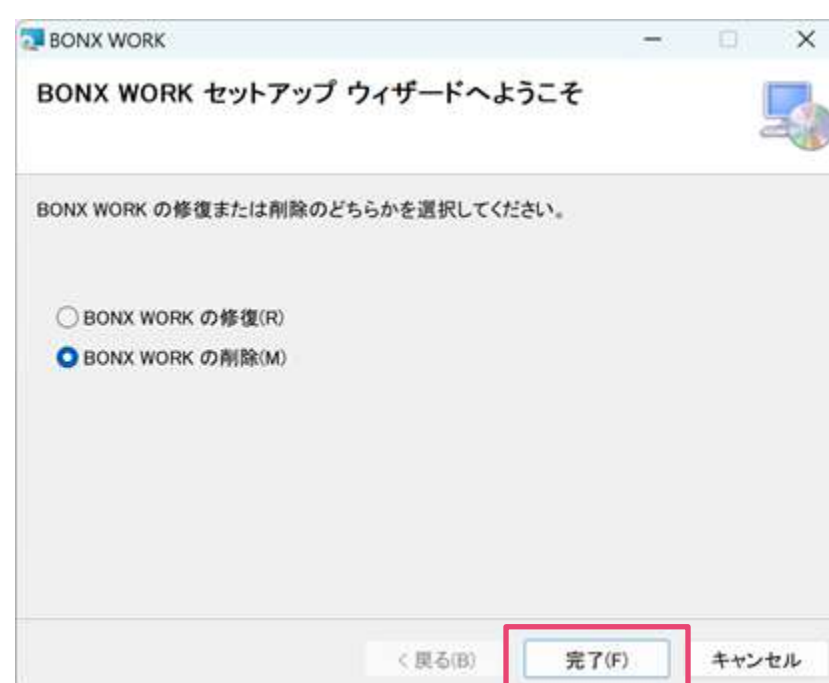 BONX WORK
BONX WORK セットアップ ウィザードへようこそ
BONX WORK の修復または削除のどちらかを選択してください。
BONX WORK の修復(R)
BONX WORK の削除(M)
< 戻る(B) 完了(F) キャンセル